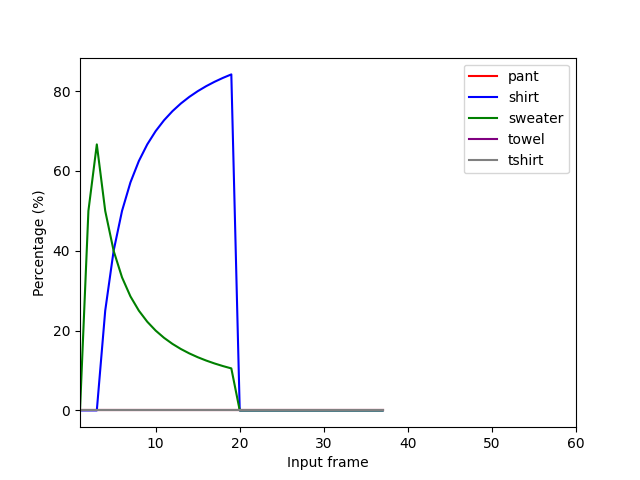 pant
shirt
sweater
towel
tshirt
Percentage (%)
80
60
40
20
0
10 20 30 40 50 60
Input frame